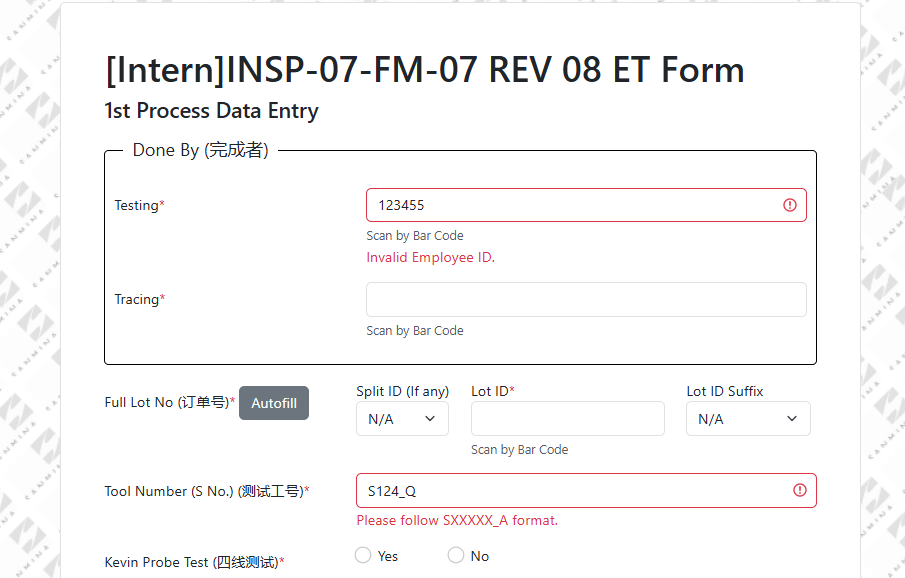 [Intern]INSP-07-FM-07 REV 08 ET Form
1st Process Data Entry
Done By (完成者)
Testing*
123455
Scan by Bar Code
Invalid Employee ID.
Tracing*
Scan by Bar Code
Full Lot No (订单号)* Autofill
Split ID (If any) Lot ID* Lot ID Suffix
N/A N/A
Scan by Bar Code
Tool Number (S No.) (测试工号)* S124_Q
Please follow SXXXXX_A format.
Kevin Probe Test (四线测试)* Yes No
SANMINA